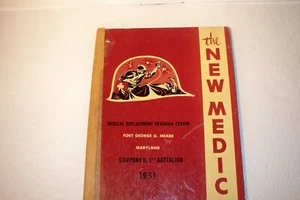 the
NEW MEDIC
MEDICAL REPLACEMENT TRAINING CENTER
FORT GEORGE G. MEADE
MARYLAND
COMPANY D, 1ST BATTALION
1951